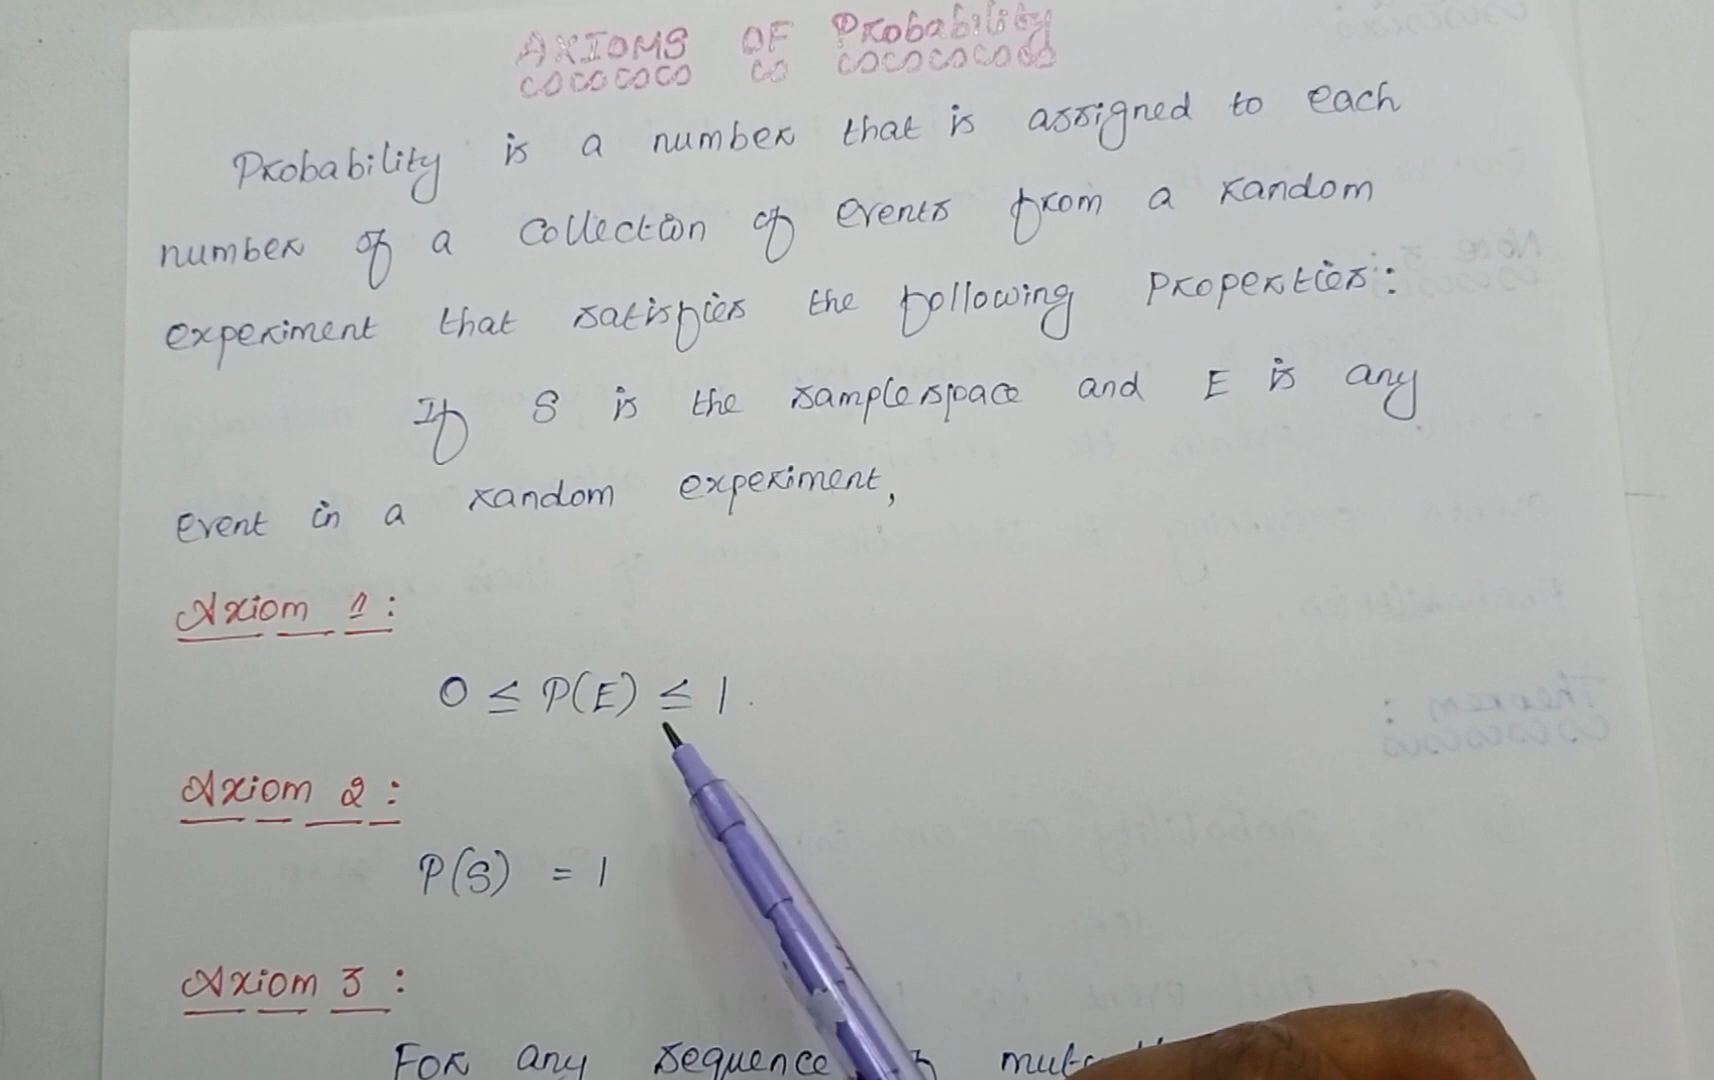 AXIOMS OF Probability
Probability is a number that is assigned to each
number of a collection of events from a random
experiment that satisfies the following Properties:
If S is the sample space and E is any
event in a random experiment,
Axiom 1:
0 ≤ P(E) ≤ 1.
Axiom 2:
P(S) = 1
Axiom 3:
For any sequence